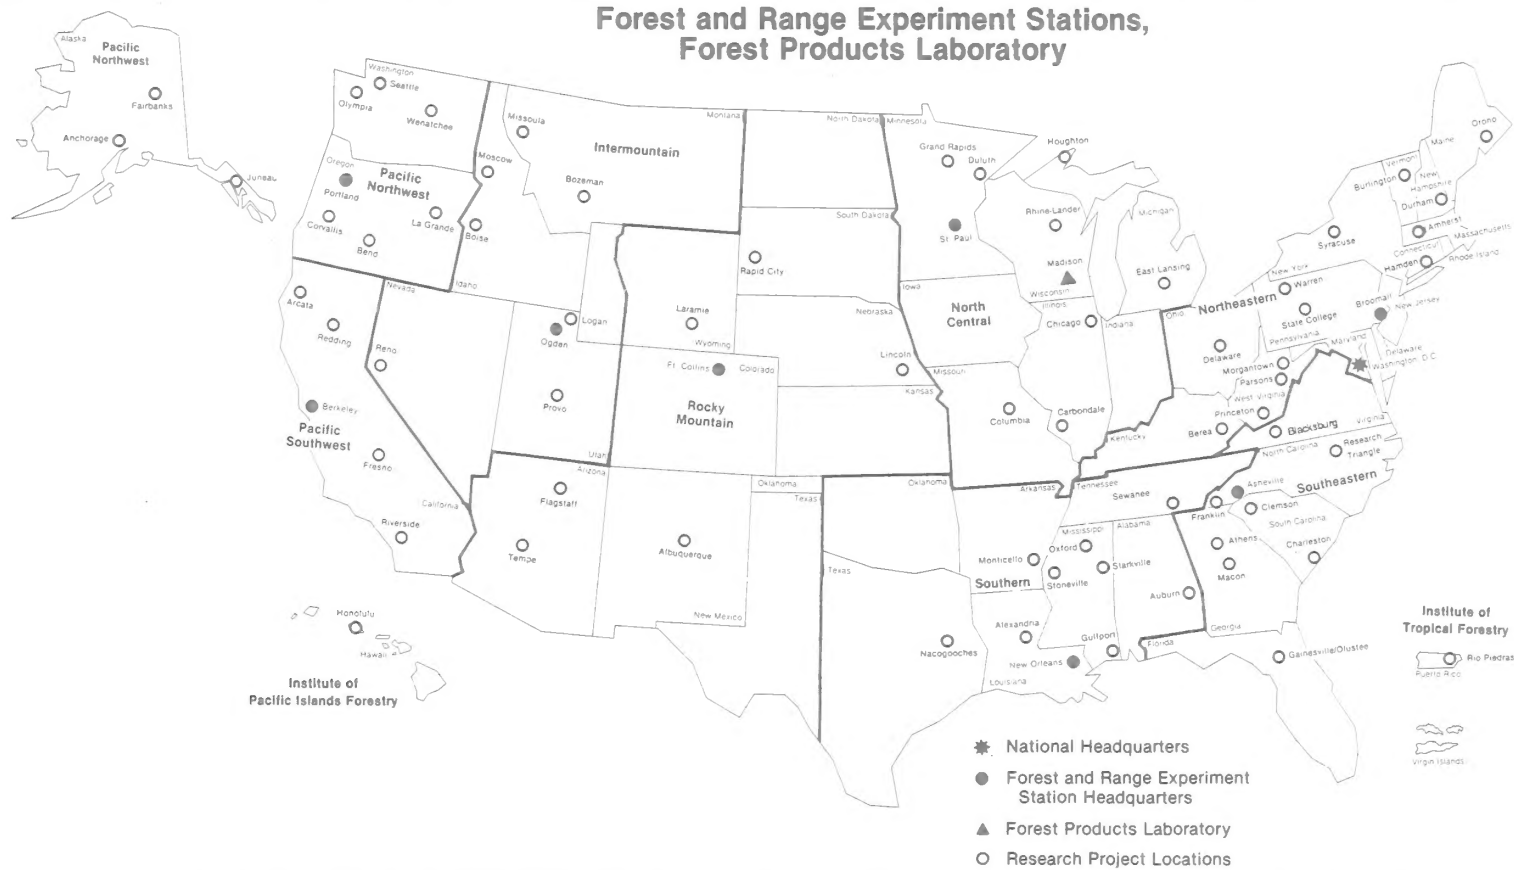 Forest and Range Experiment Stations,
Forest Products Laboratory
Alaska
Pacific
Northwest
Fairbanks
Anchorage
Juneau
Washington
Seattle
Olympia
Wenatchee
Oregon
Pacific
Northwest
Portland
Corvallis
La Grande
Bend
Moscow
Boise
Idaho
Missoula
Montana
Intermountain
Bozeman
North Dakota
South Dakota
Rapid City
Nebraska
Lincoln
Kansas
Minnesota
Grand Rapids
Duluth
St Paul
Houghton
Rhine-Lander
Michigan
Madison
Wisconsin
East Lansing
Iowa
North
Central
Illinois
Chicago
Indiana
Ohio
Missouri
Columbia
Carbondale
Arcata
Redding
Nevada
Reno
Berkeley
Pacific
Southwest
Fresno
California
Riverside
Logan
Ogden
Provo
Utah
Laramie
Wyoming
Ft. Collins
Colorado
Rocky
Mountain
Arizona
Flagstaff
Tempe
Albuquerque
New Mexico
Oklahoma
Texas
Oklahoma
Texas
Nacogooches
Arkansas
Monticello
Southern
Alexandria
New Orleans
Louisiana
Tennessee
Sewanee
Mississippi
Oxford
Stoneville
Starkville
Gulfport
Alabama
Auburn
Kentucky
Berea
Maine
Orono
Vermont
Burlington
New
Hampshire
Durham
Amherst
Massachusetts
Connecticut
Hamden
Rhode Island
Syracuse
New York
Northeastern
Warren
State College
Pennsylvania
Broomall
New Jersey
Delaware
Morgantown
Parsons
West Virginia
Princeton
Maryland
Delaware
Washington, D.C.
Blacksburg
Virginia
North Carolina
Research
Triangle
Southeastern
Asheville
Franklin
Clemson
South Carolina
Charleston
Athens
Macon
Georgia
Florida
Gainesville/Olustee
Honolulu
Hawaii
Institute of
Pacific Islands Forestry
Institute of
Tropical Forestry
Rio Piedras
Puerto Rico
Virgin Islands
National Headquarters
Forest and Range Experiment
Station Headquarters
Forest Products Laboratory
Research Project Locations